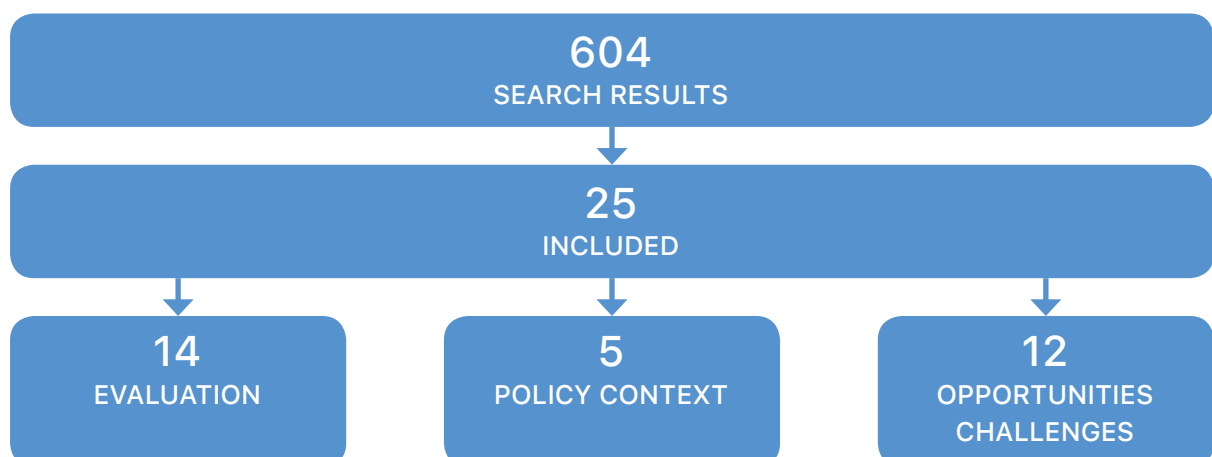 604
SEARCH RESULTS
25
INCLUDED
14
EVALUATION
5
POLICY CONTEXT
12
OPPORTUNITIES
CHALLENGES